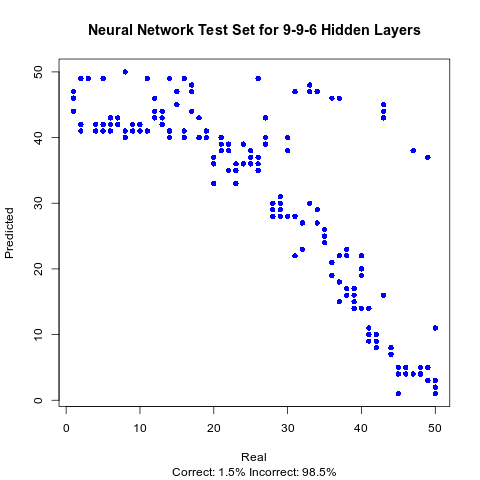 Neural Network Test Set for 9-9-6 Hidden Layers
Predicted
50
40
30
20
10
0
0 10 20 30 40 50
Real
Correct: 1.5% Incorrect: 98.5%